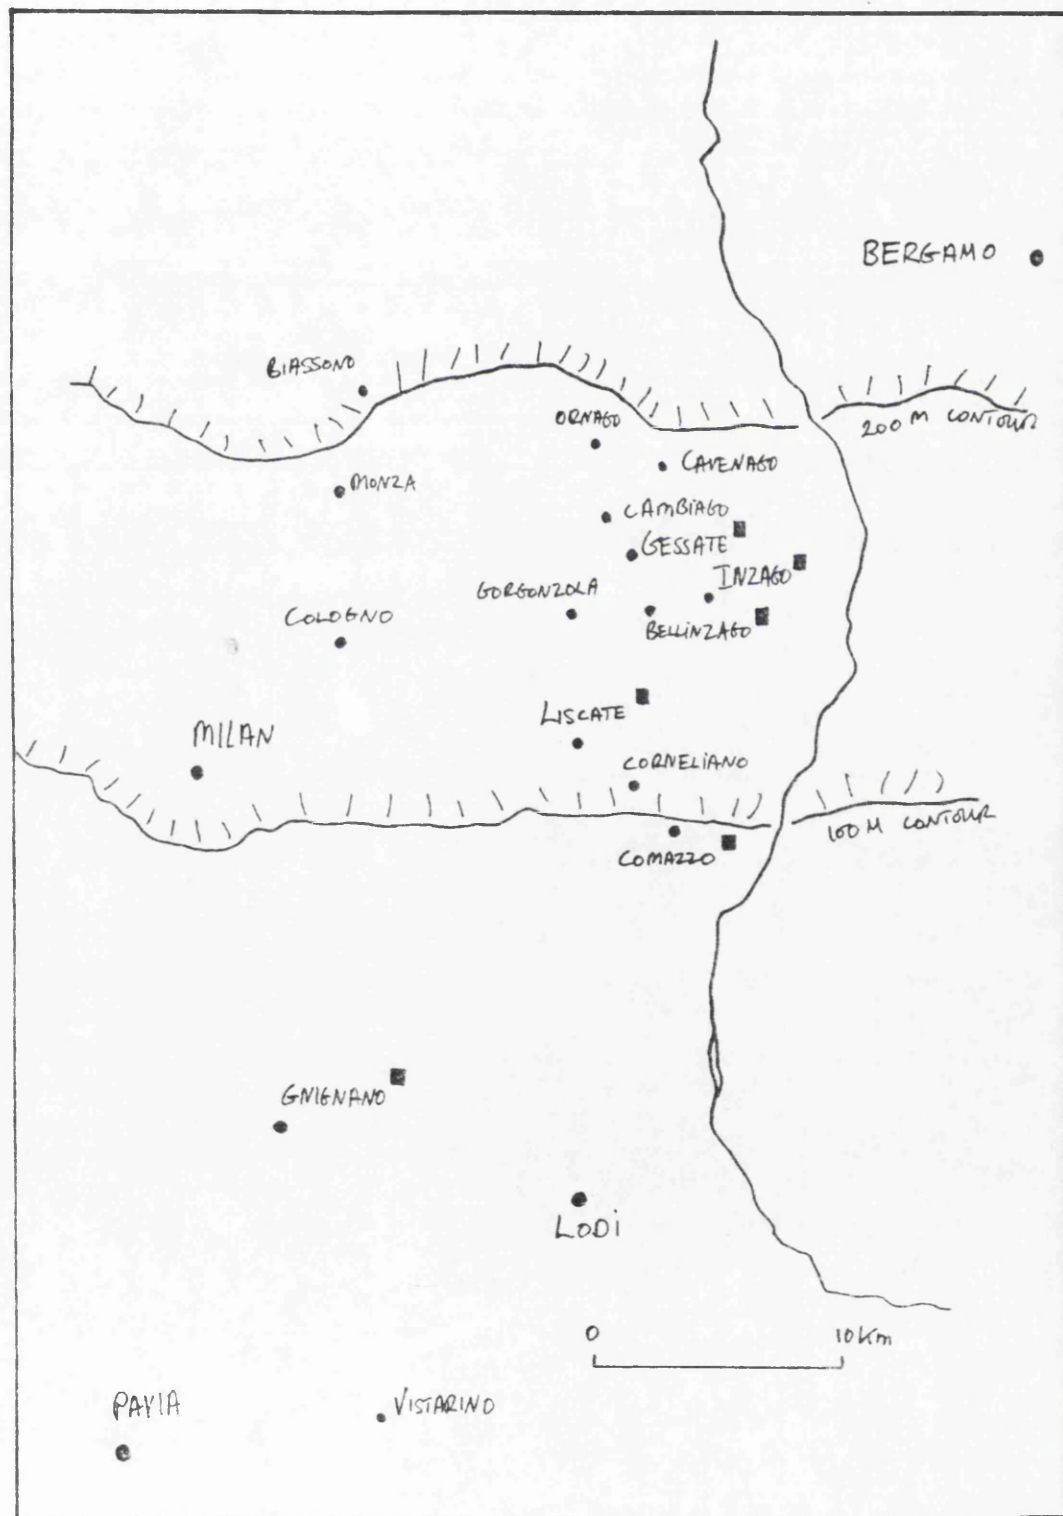 BERGAMO
BIASSONO
ORNAGO
200 M CONTOUR
CAVENAGO
MONZA
CAMBIAGO
GESSATE
INZAGO
GORGONZOLA
COLOGNO
BELLINZAGO
LISCATE
MILAN
CORNELIANO
100 M CONTOUR
COMAZZO
GNIGNANO
LODI
0 10 Km
PAVIA
VISTARINO